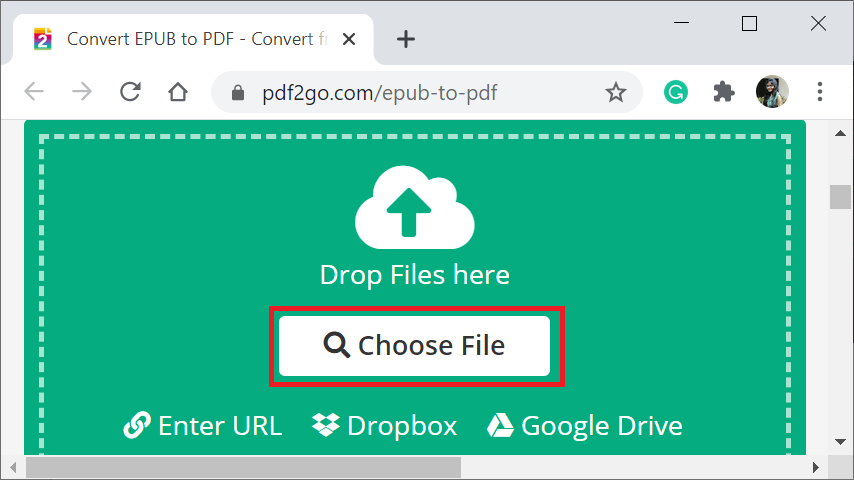 2
Convert EPUB to PDF - Convert fr
pdf2go.com/epub-to-pdf
G
Drop Files here
Choose File
Enter URL Dropbox Google Drive